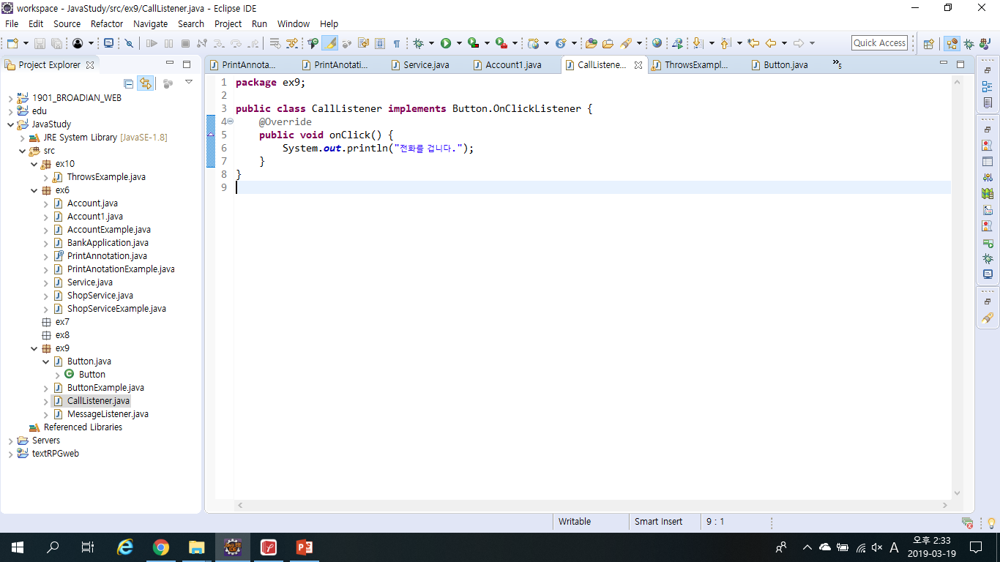 workspace - JavaStudy/src/ex9/CallListener.java - Eclipse IDE
File Edit Source Refactor Navigate Search Project Run Window Help
Quick Access
Project Explorer
PrintAnnota... PrintAnotati... Service.java Account1.java CallListene... ThrowsExampl... Button.java »5
1901_BROADIAN_WEB
edu
JavaStudy
JRE System Library [JavaSE-1.8]
src
ex10
ThrowsExample.java
ex6
Account.java
Account1.java
AccountExample.java
BankApplication.java
PrintAnnotation.java
PrintAnotationExample.java
Service.java
ShopService.java
ShopServiceExample.java
ex7
ex8
ex9
Button.java
Button
ButtonExample.java
CallListener.java
MessageListener.java
Referenced Libraries
Servers
textRPGweb
1 package ex9;
2
3 public class CallListener implements Button.OnClickListener {
4 @Override
5 public void onClick() {
6 System.out.println("전화를 겁니다.");
7 }
8 }
9
Writable Smart Insert 9 : 1
A
오후 2:33
2019-03-19